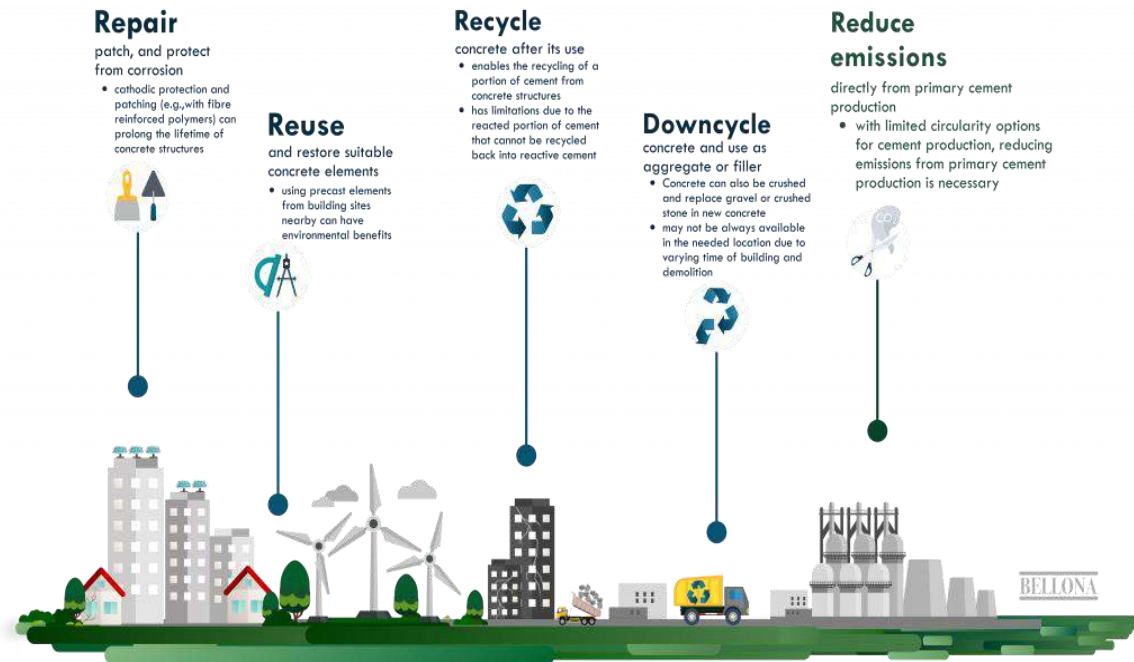 Repair
patch, and protect
from corrosion
• cathodic protection and
patching (e.g.,with fibre
reinforced polymers) can
prolong the lifetime of
concrete structures
Reuse
and restore suitable
concrete elements
• using precast elements
from building sites
nearby can have
environmental benefits
Recycle
concrete after its use
• enables the recycling of a
portion of cement from
concrete structures
• has limitations due to the
reacted portion of cement
that cannot be recycled
back into reactive cement
Downcycle
concrete and use as
aggregate or filler
• Concrete can also be crushed
and replace gravel or crushed
stone in new concrete
• may not be always available
in the needed location due to
varying time of building and
demolition
Reduce
emissions
directly from primary cement
production
• with limited circularity options
for cement production, reducing
emissions from primary cement
production is necessary
CO₂
BELLONA